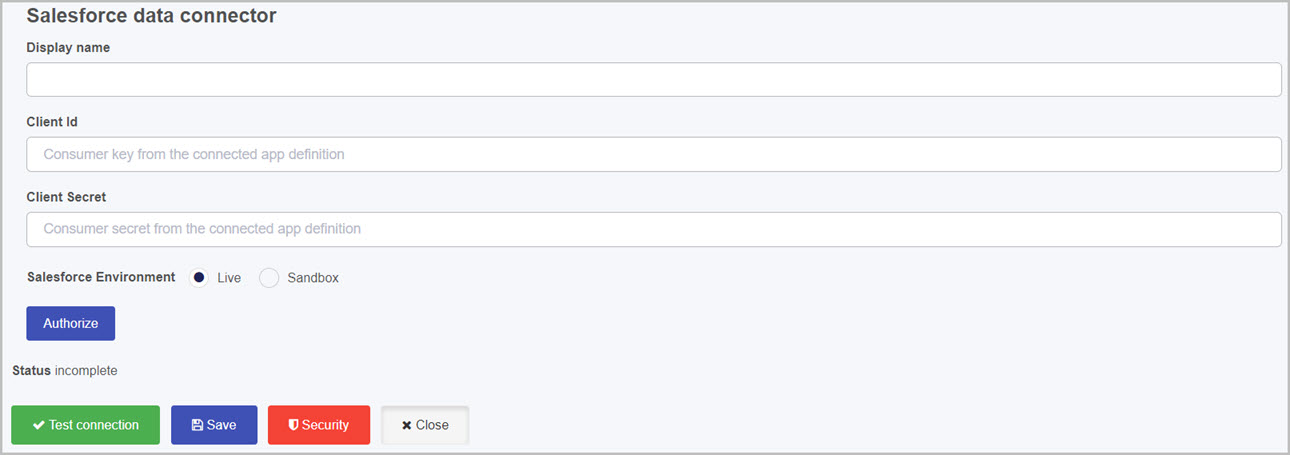 Salesforce data connector
Display name
Client Id
Consumer key from the connected app definition
Client Secret
Consumer secret from the connected app definition
Salesforce Environment Live Sandbox
Authorize
Status incomplete
Test connection Save Security Close